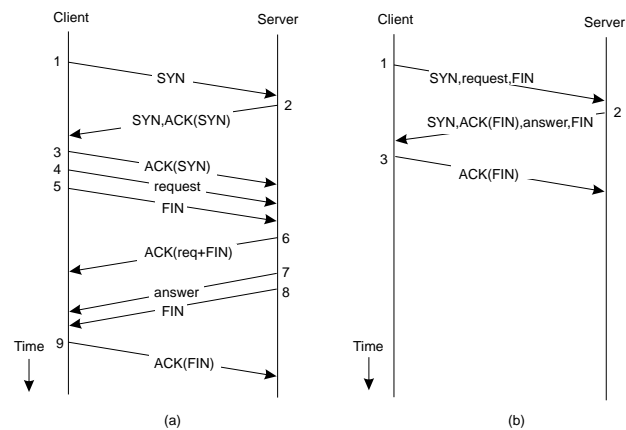 Client
Server
1
SYN
2
SYN,ACK(SYN)
3
ACK(SYN)
4
request
5
FIN
6
ACK(req+FIN)
7
answer
8
FIN
9
ACK(FIN)
Time
(a)
Client
Server
1
SYN,request,FIN
2
SYN,ACK(FIN),answer,FIN
3
ACK(FIN)
Time
(b)